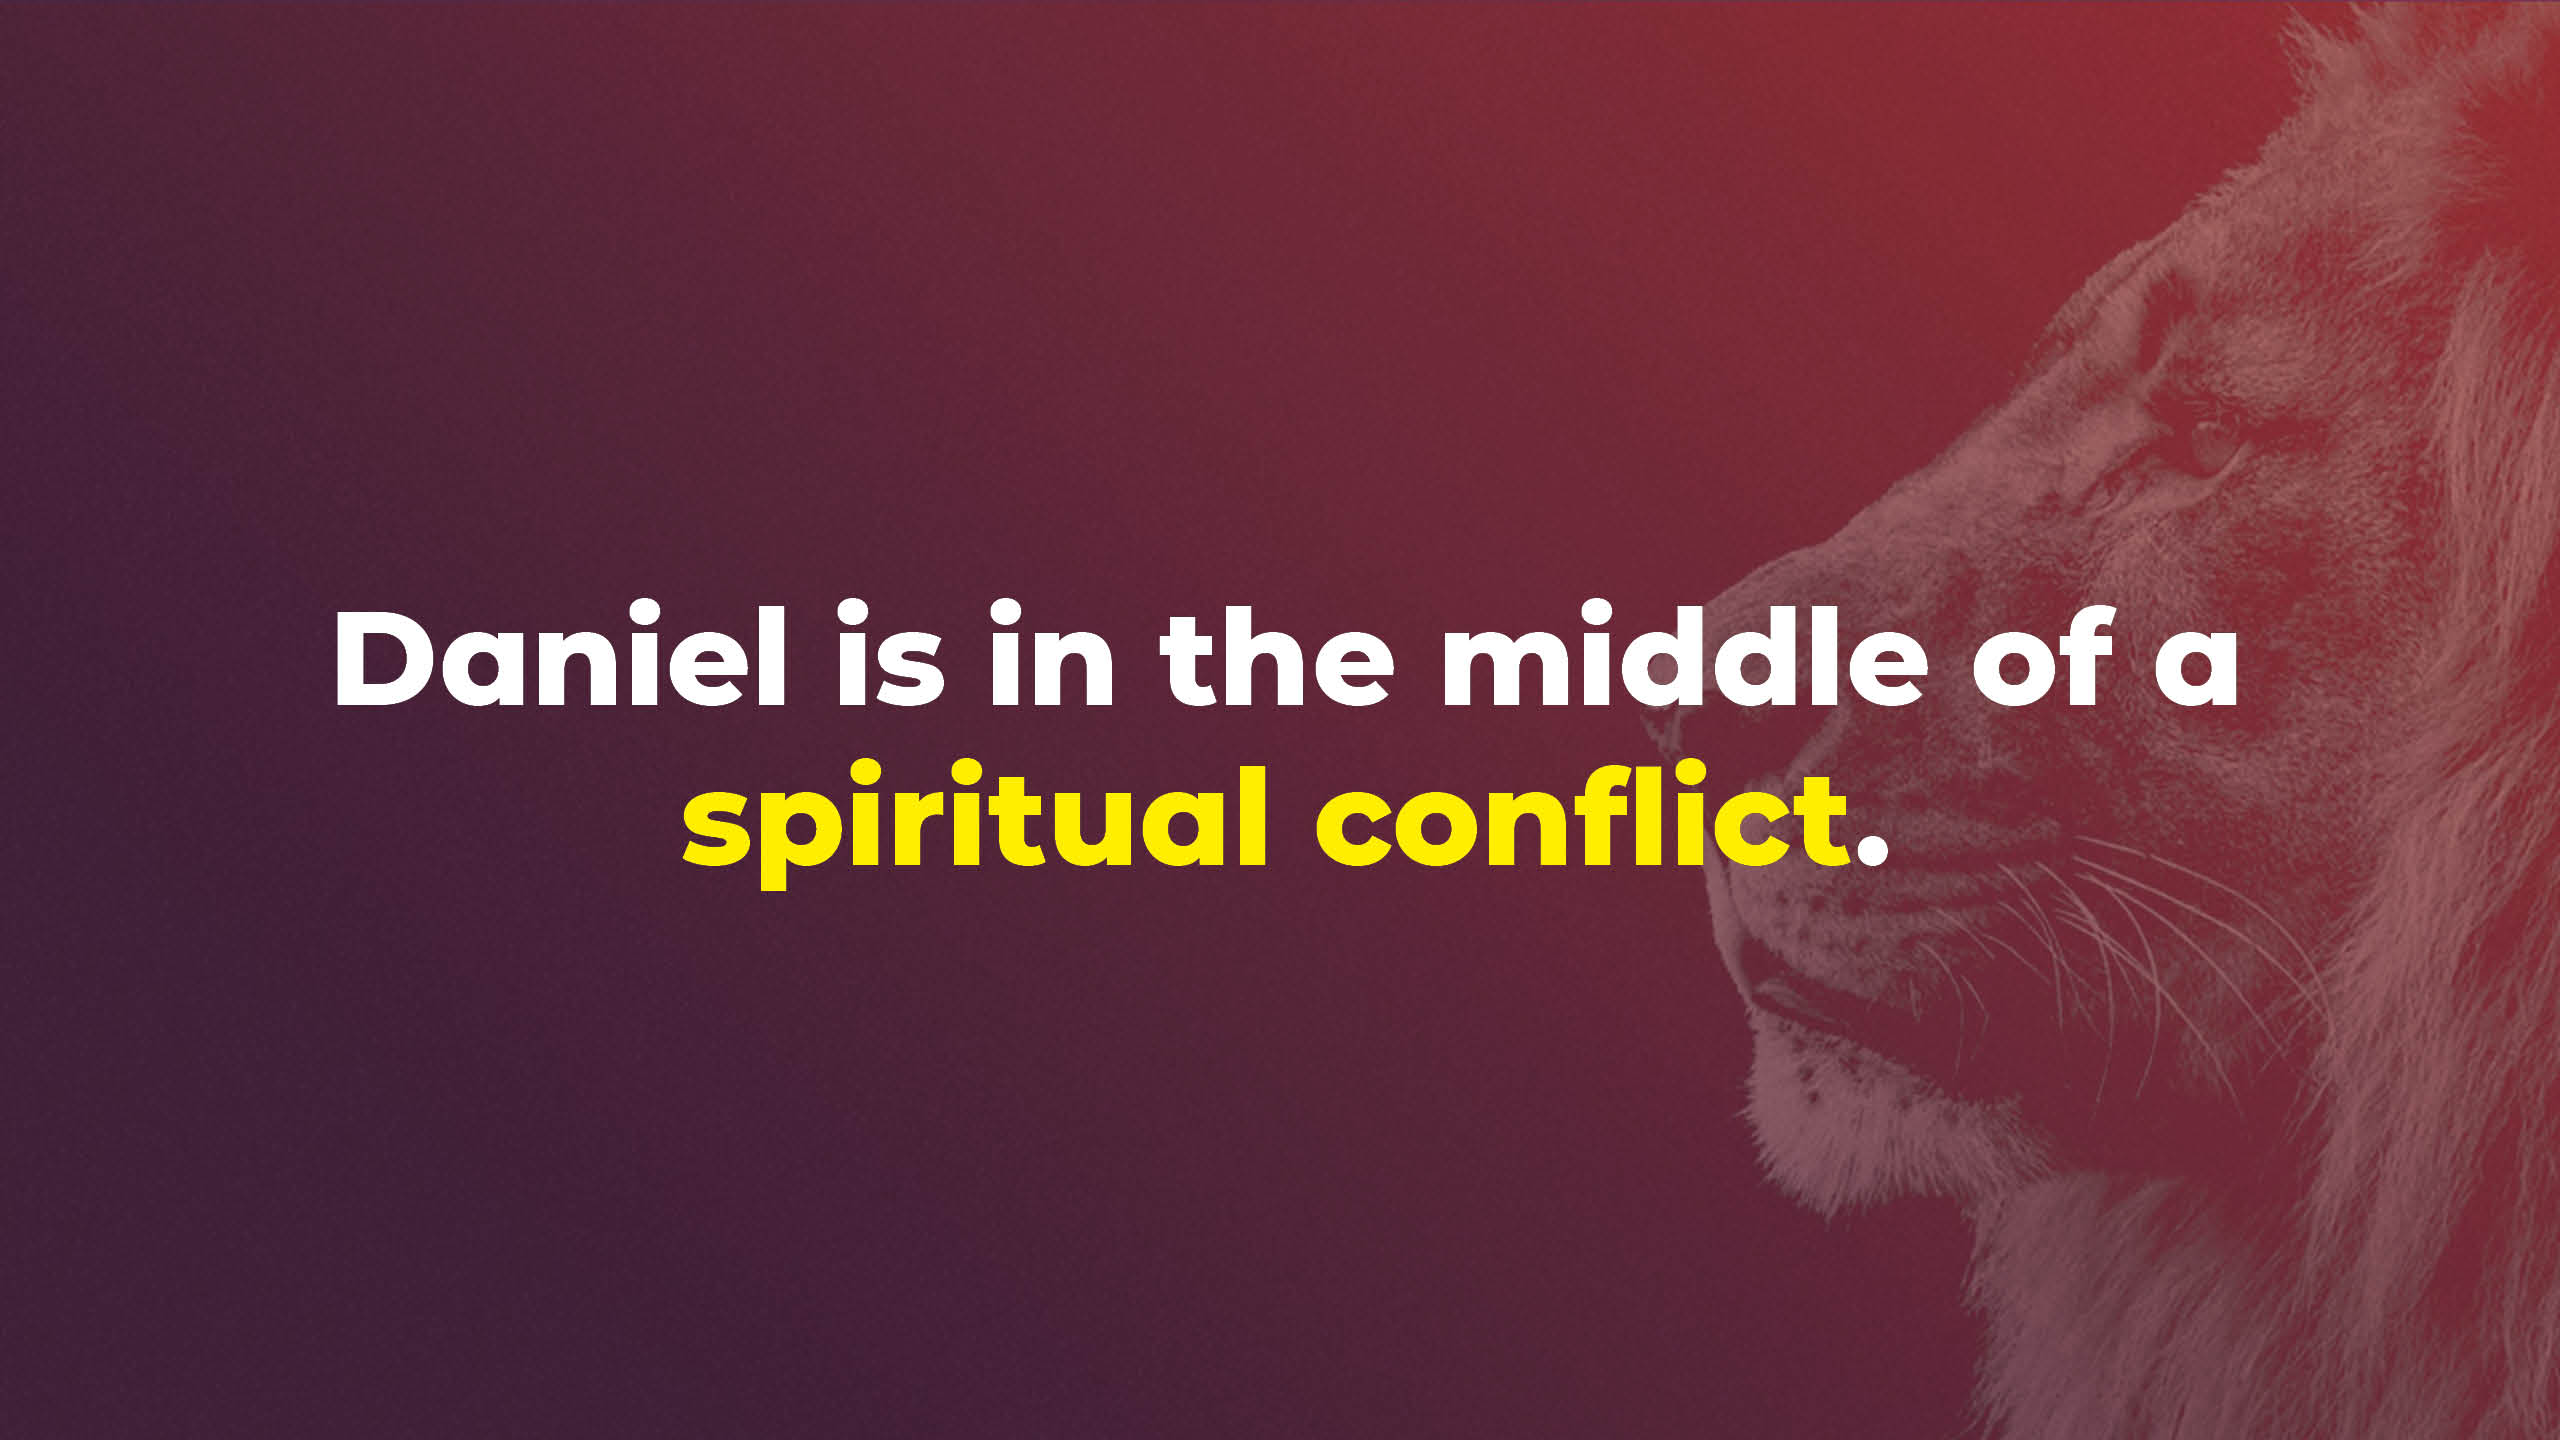 Daniel is in the middle of a
spiritual conflict.